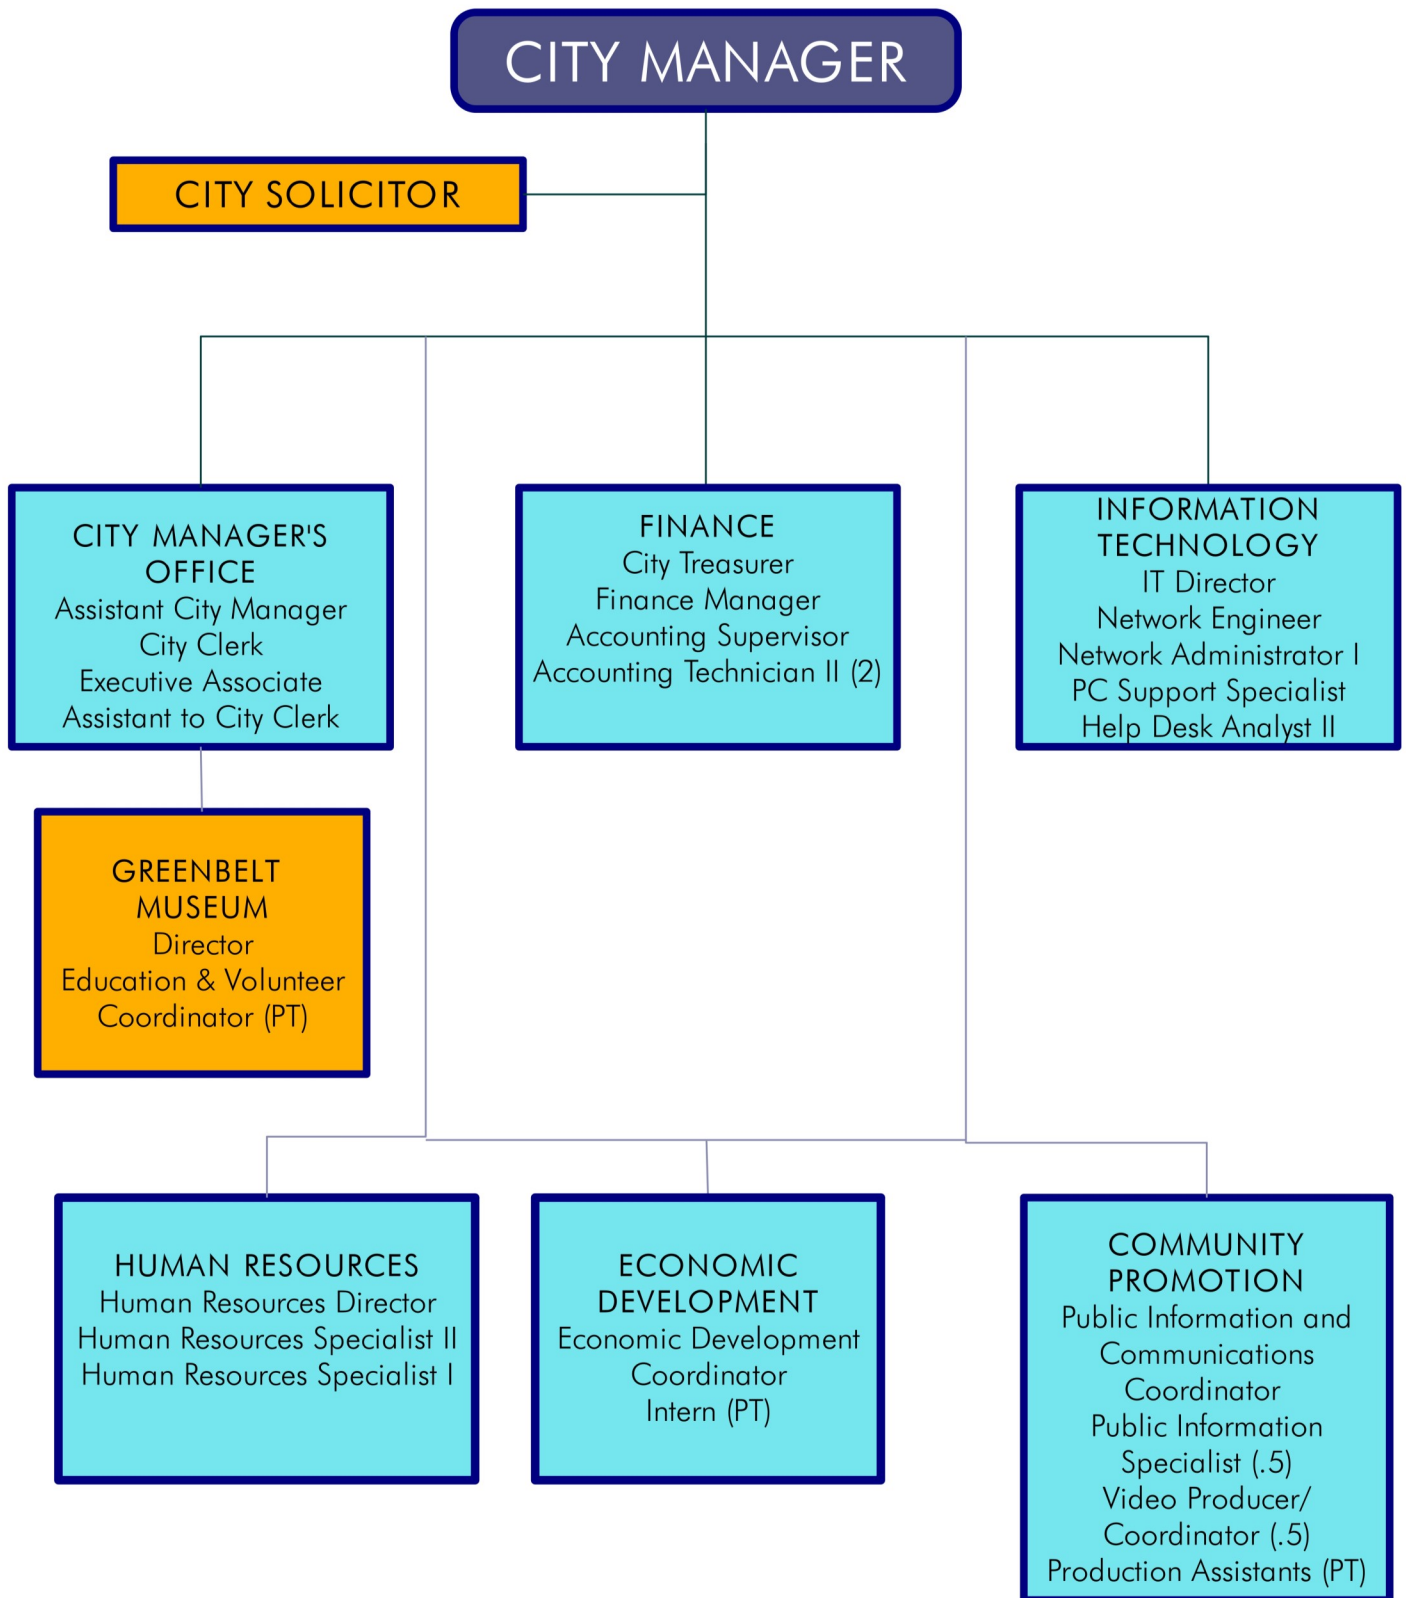 CITY MANAGER
CITY SOLICITOR
CITY MANAGER'S
OFFICE
Assistant City Manager
City Clerk
Executive Associate
Assistant to City Clerk
FINANCE
City Treasurer
Finance Manager
Accounting Supervisor
Accounting Technician II (2)
INFORMATION
TECHNOLOGY
IT Director
Network Engineer
Network Administrator I
PC Support Specialist
Help Desk Analyst II
GREENBELT
MUSEUM
Director
Education & Volunteer
Coordinator (PT)
HUMAN RESOURCES
Human Resources Director
Human Resources Specialist II
Human Resources Specialist I
ECONOMIC
DEVELOPMENT
Economic Development
Coordinator
Intern (PT)
COMMUNITY
PROMOTION
Public Information and
Communications
Coordinator
Public Information
Specialist (.5)
Video Producer/
Coordinator (.5)
Production Assistants (PT)